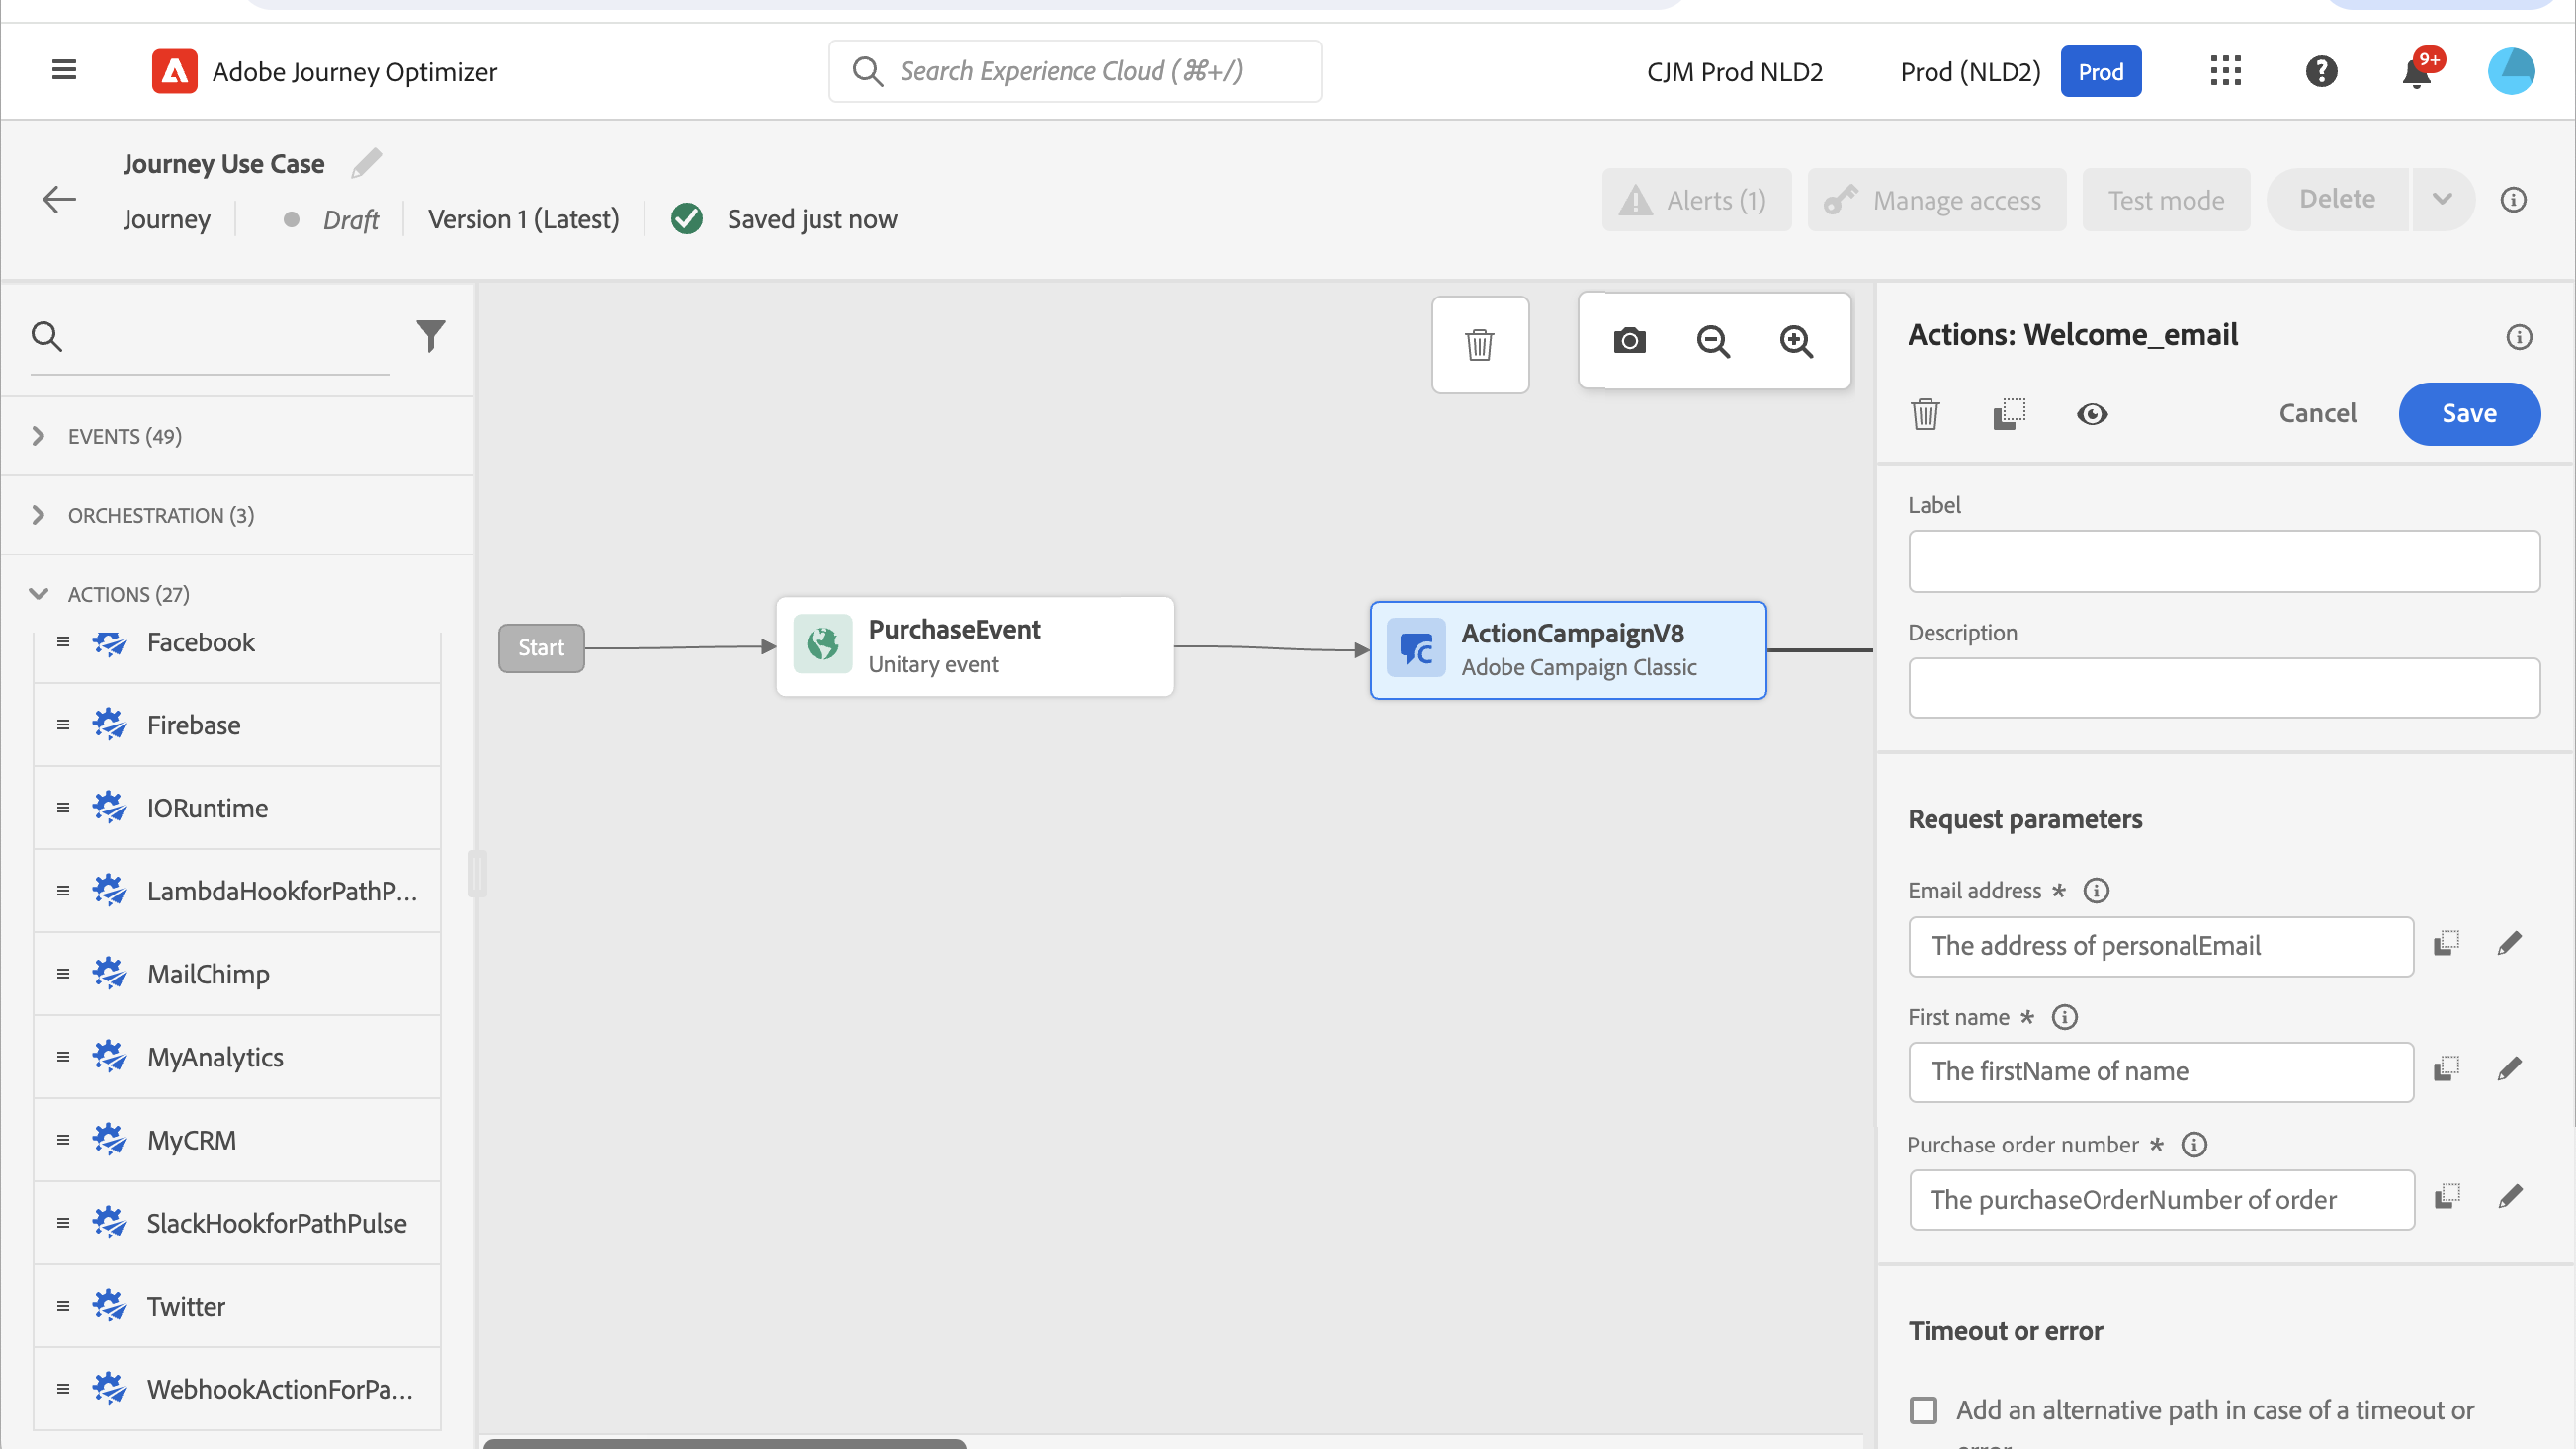 Adobe Journey Optimizer
Search Experience Cloud (⌘+/)
CJM Prod NLD2
Prod (NLD2)
Prod
9+
Journey Use Case
Journey
Draft
Version 1 (Latest)
Saved just now
Alerts (1)
Manage access
Test mode
Delete
EVENTS (49)
ORCHESTRATION (3)
ACTIONS (27)
Facebook
Firebase
IORuntime
LambdaHookforPathP...
MailChimp
MyAnalytics
MyCRM
SlackHookforPathPulse
Twitter
WebhookActionForPa...
Start
PurchaseEvent
Unitary event
ActionCampaignV8
Adobe Campaign Classic
Actions: Welcome_email
Cancel
Save
Label
Description
Request parameters
Email address *
The address of personalEmail
First name *
The firstName of name
Purchase order number *
The purchaseOrderNumber of order
Timeout or error
Add an alternative path in case of a timeout or